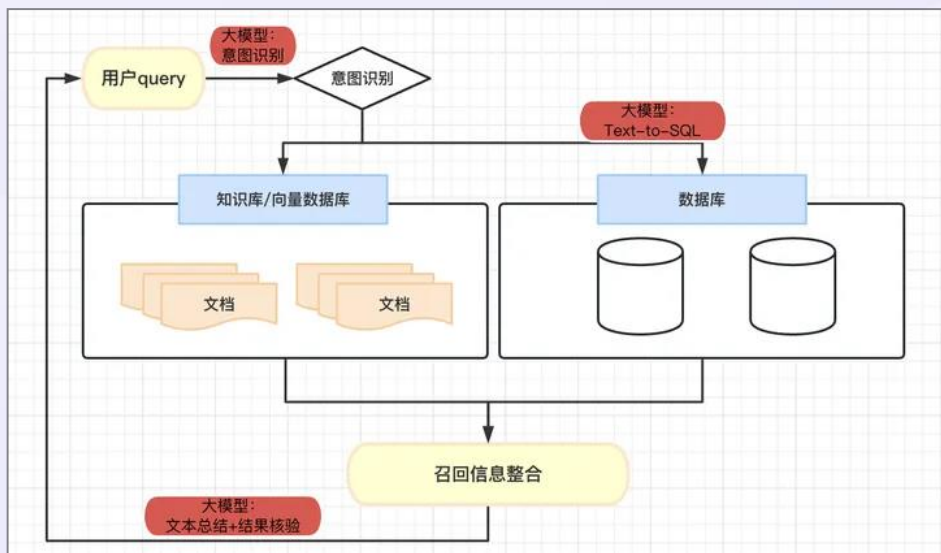 大模型：
意图识别
用户query
意图识别
大模型：
Text-to-SQL
知识库/向量数据库
数据库
文档
文档
召回信息整合
大模型：
文本总结+结果核验